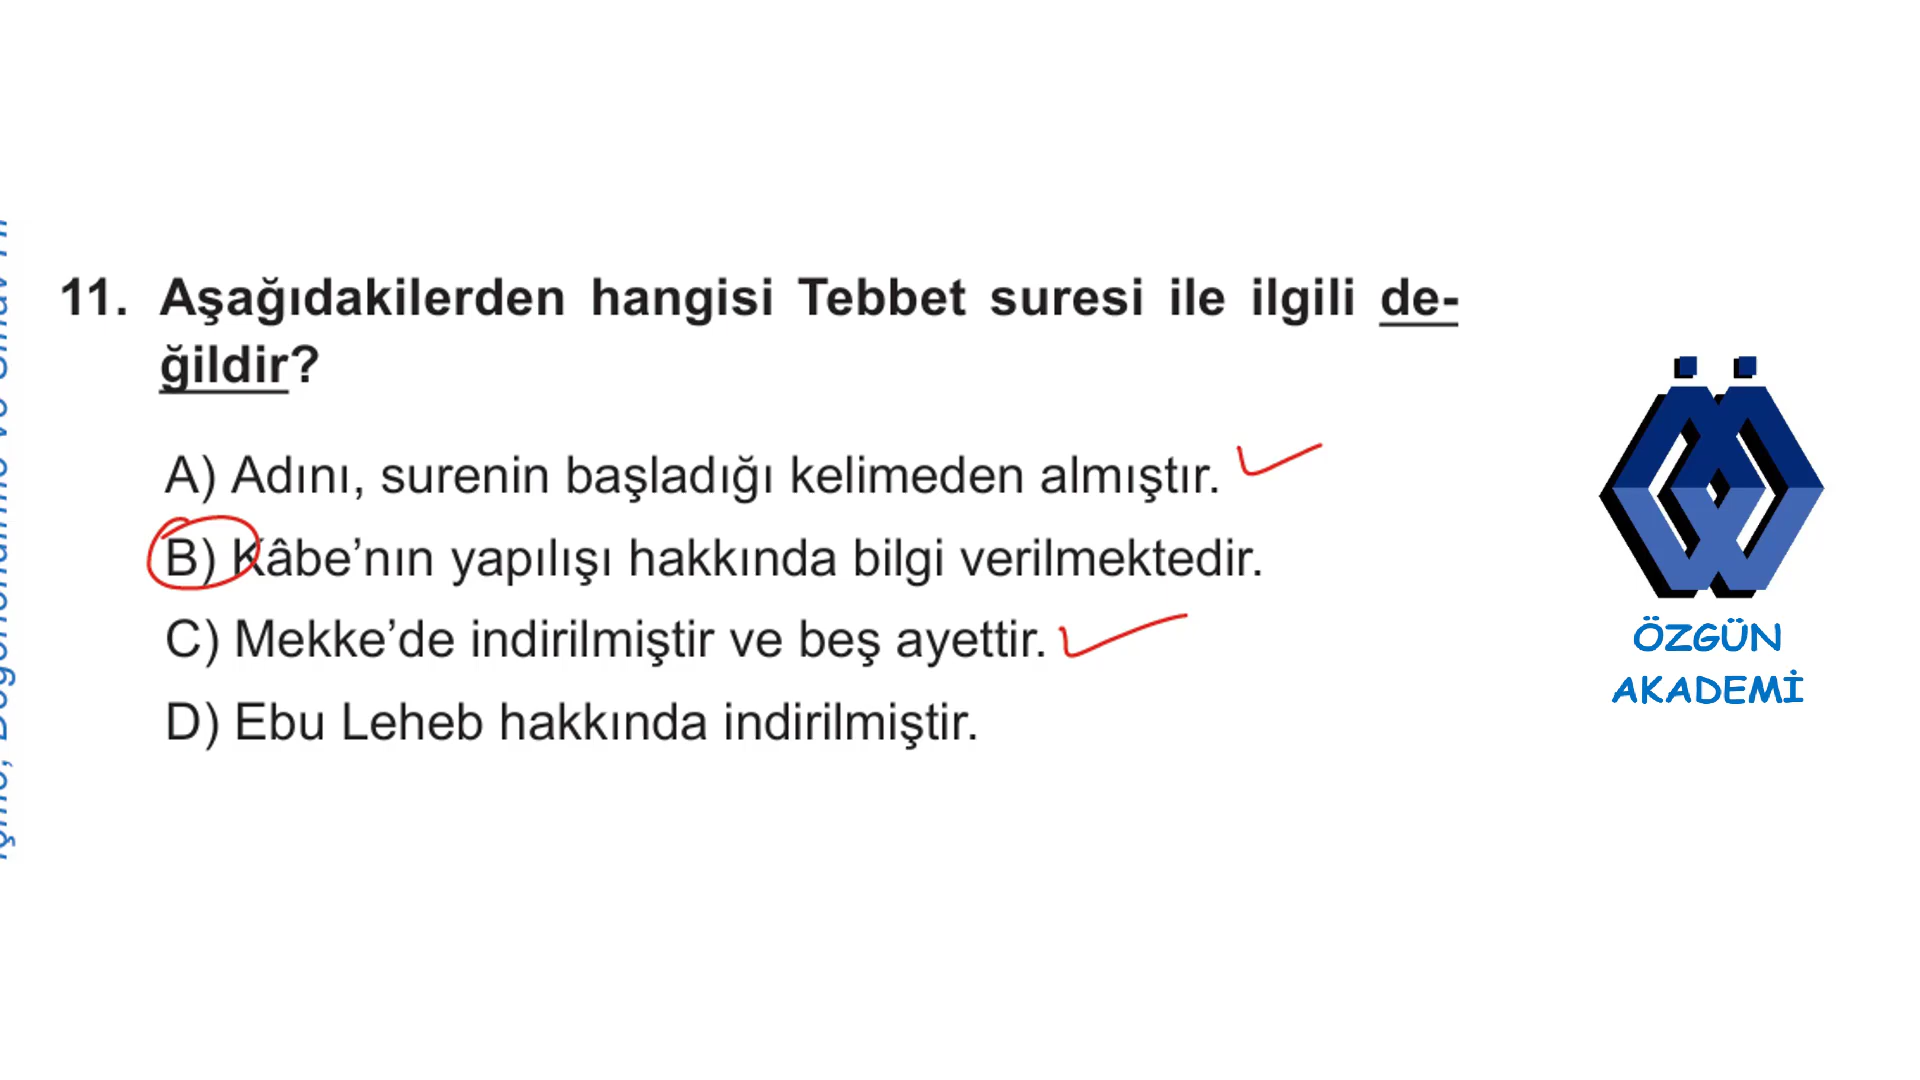 11. Aşağıdakilerden hangisi Tebbet suresi ile ilgili de-
ğildir?
A) Adını, surenin başladığı kelimeden almıştır.
B) Kâbe’nın yapılışı hakkında bilgi verilmektedir.
C) Mekke’de indirilmiştir ve beş ayettir.
D) Ebu Leheb hakkında indirilmiştir.
ÖZGÜN
AKADEMİ